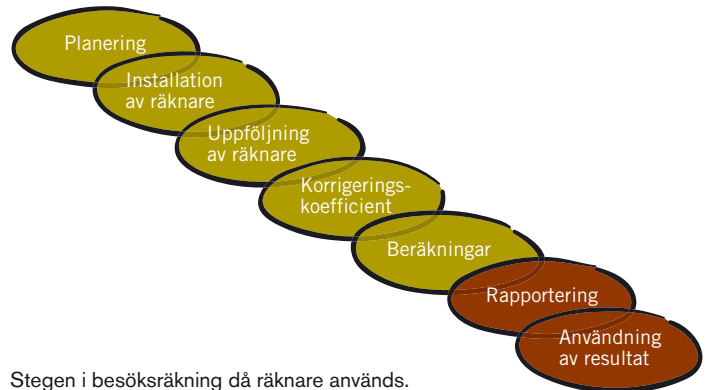 Planering
Installation
av räknare
Uppföljning
av räknare
Korrigerings-
koefficient
Beräkningar
Rapportering
Användning
av resultat
Stegen i besöksräkning då räknare används.